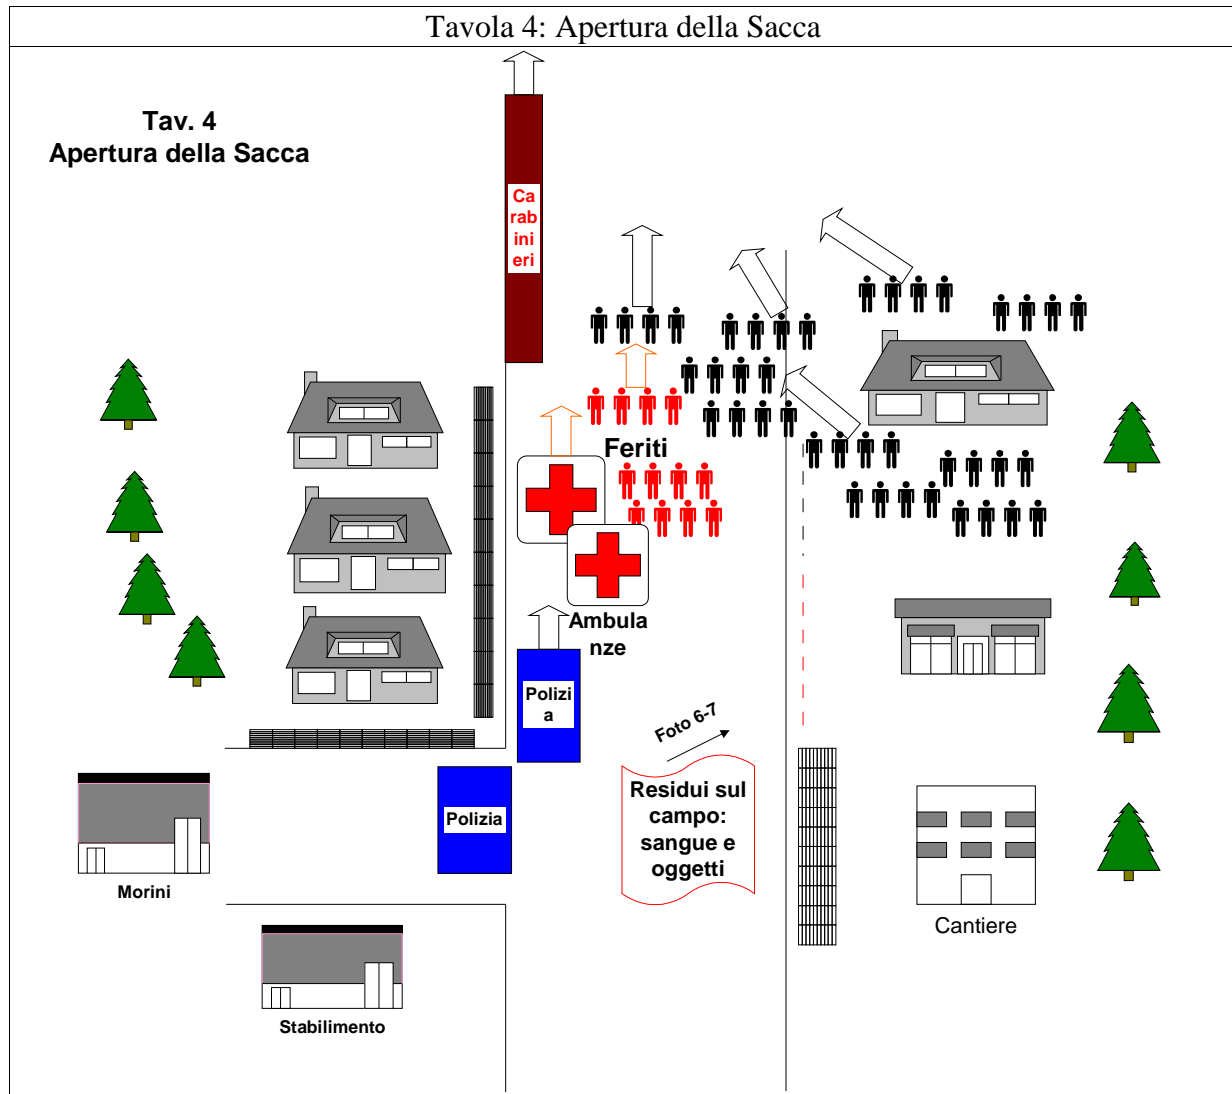 Tavola 4: Apertura della Sacca
Tav. 4
Apertura della Sacca
Ca
rab
ini
eri
Feriti
Ambula
nze
Polizi
a
Foto 6-7
Polizia
Residui sul
campo:
sangue e
oggetti
Morini
Cantiere
Stabilimento